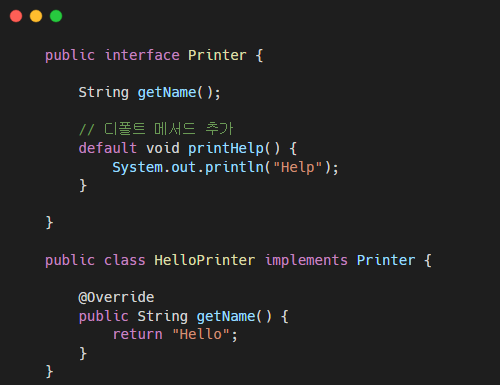 public interface Printer {
String getName();
// 디폴트 메서드 추가
default void printHelp() {
System.out.println("Help");
}
}
public class HelloPrinter implements Printer {
@Override
public String getName() {
return "Hello";
}
}